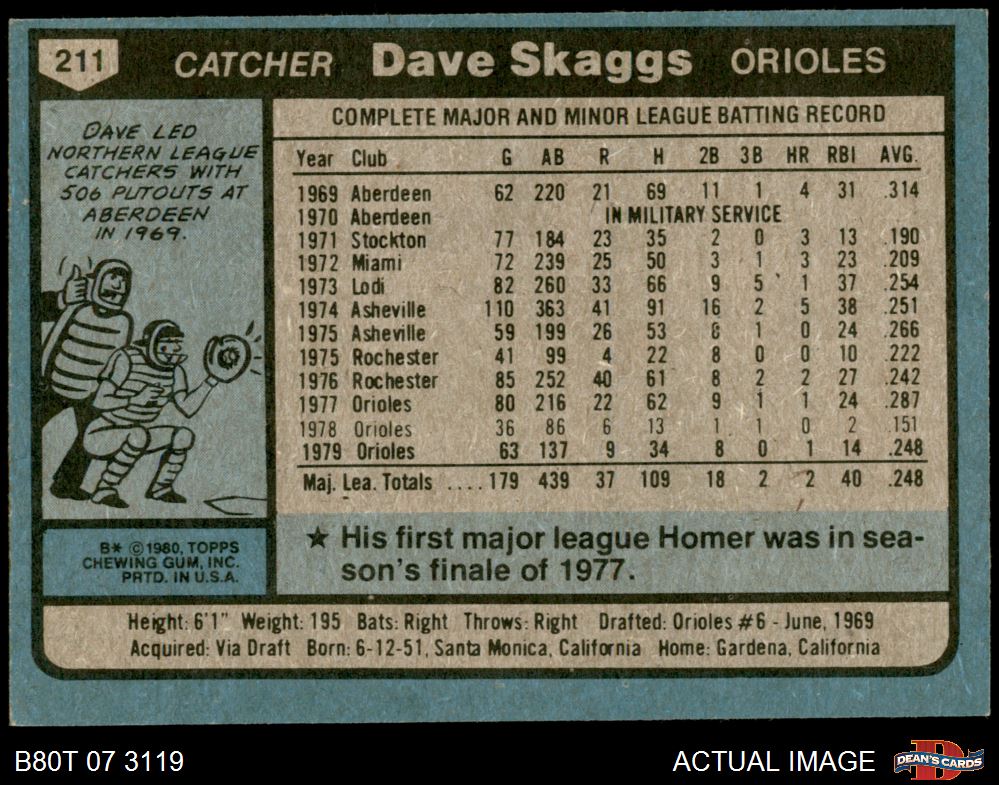 211 CATCHER Dave Skaggs ORIOLES
DAVE LED
NORTHERN LEAGUE
CATCHERS WITH
506 PUTOUTS AT
ABERDEEN
IN 1969.
COMPLETE MAJOR AND MINOR LEAGUE BATTING RECORD
Year Club G AB R H 2B 3B HR RBI AVG.
1969 Aberdeen 62 220 21 69 11 1 4 31 .314
1970 Aberdeen IN MILITARY SERVICE
1971 Stockton 77 184 23 35 2 0 3 13 .190
1972 Miami 72 239 25 50 3 1 3 23 .209
1973 Lodi 82 260 33 66 9 5 1 37 .254
1974 Asheville 110 363 41 91 16 2 5 38 .251
1975 Asheville 59 199 26 53 1 0 24 .266
1975 Rochester 41 99 4 22 8 0 0 10 .222
1976 Rochester 85 252 40 61 8 2 2 27 .242
1977 Orioles 80 216 22 62 9 1 1 24 .287
1978 Orioles 36 86 6 13 1 1 0 2 .151
1979 Orioles 63 137 9 34 8 0 1 14 .248
Maj. Lea. Totals ....179 439 37 109 18 2 2 40 .248
★ His first major league Homer was in sea-
son's finale of 1977.
B* ©1980, TOPPS
CHEWING GUM, INC.
PRTD. IN U.S.A.
Height: 6'1" Weight: 195 Bats: Right Throws: Right Drafted: Orioles #6 - June, 1969
Acquired: Via Draft Born: 6-12-51, Santa Monica, California Home: Gardena, California
B80T 07 3119 ACTUAL IMAGE DEAN'S CARDS